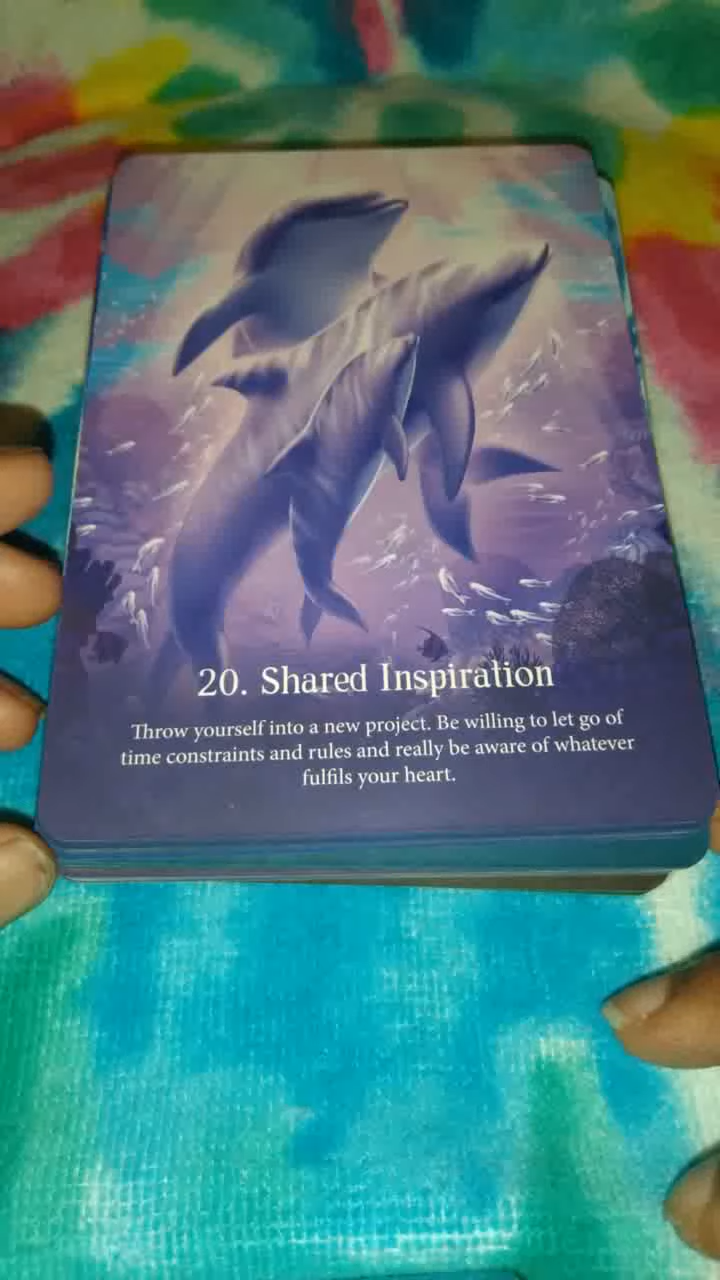 20. Shared Inspiration
Throw yourself into a new project. Be willing to let go of
time constraints and rules and really be aware of whatever
fulfils your heart.